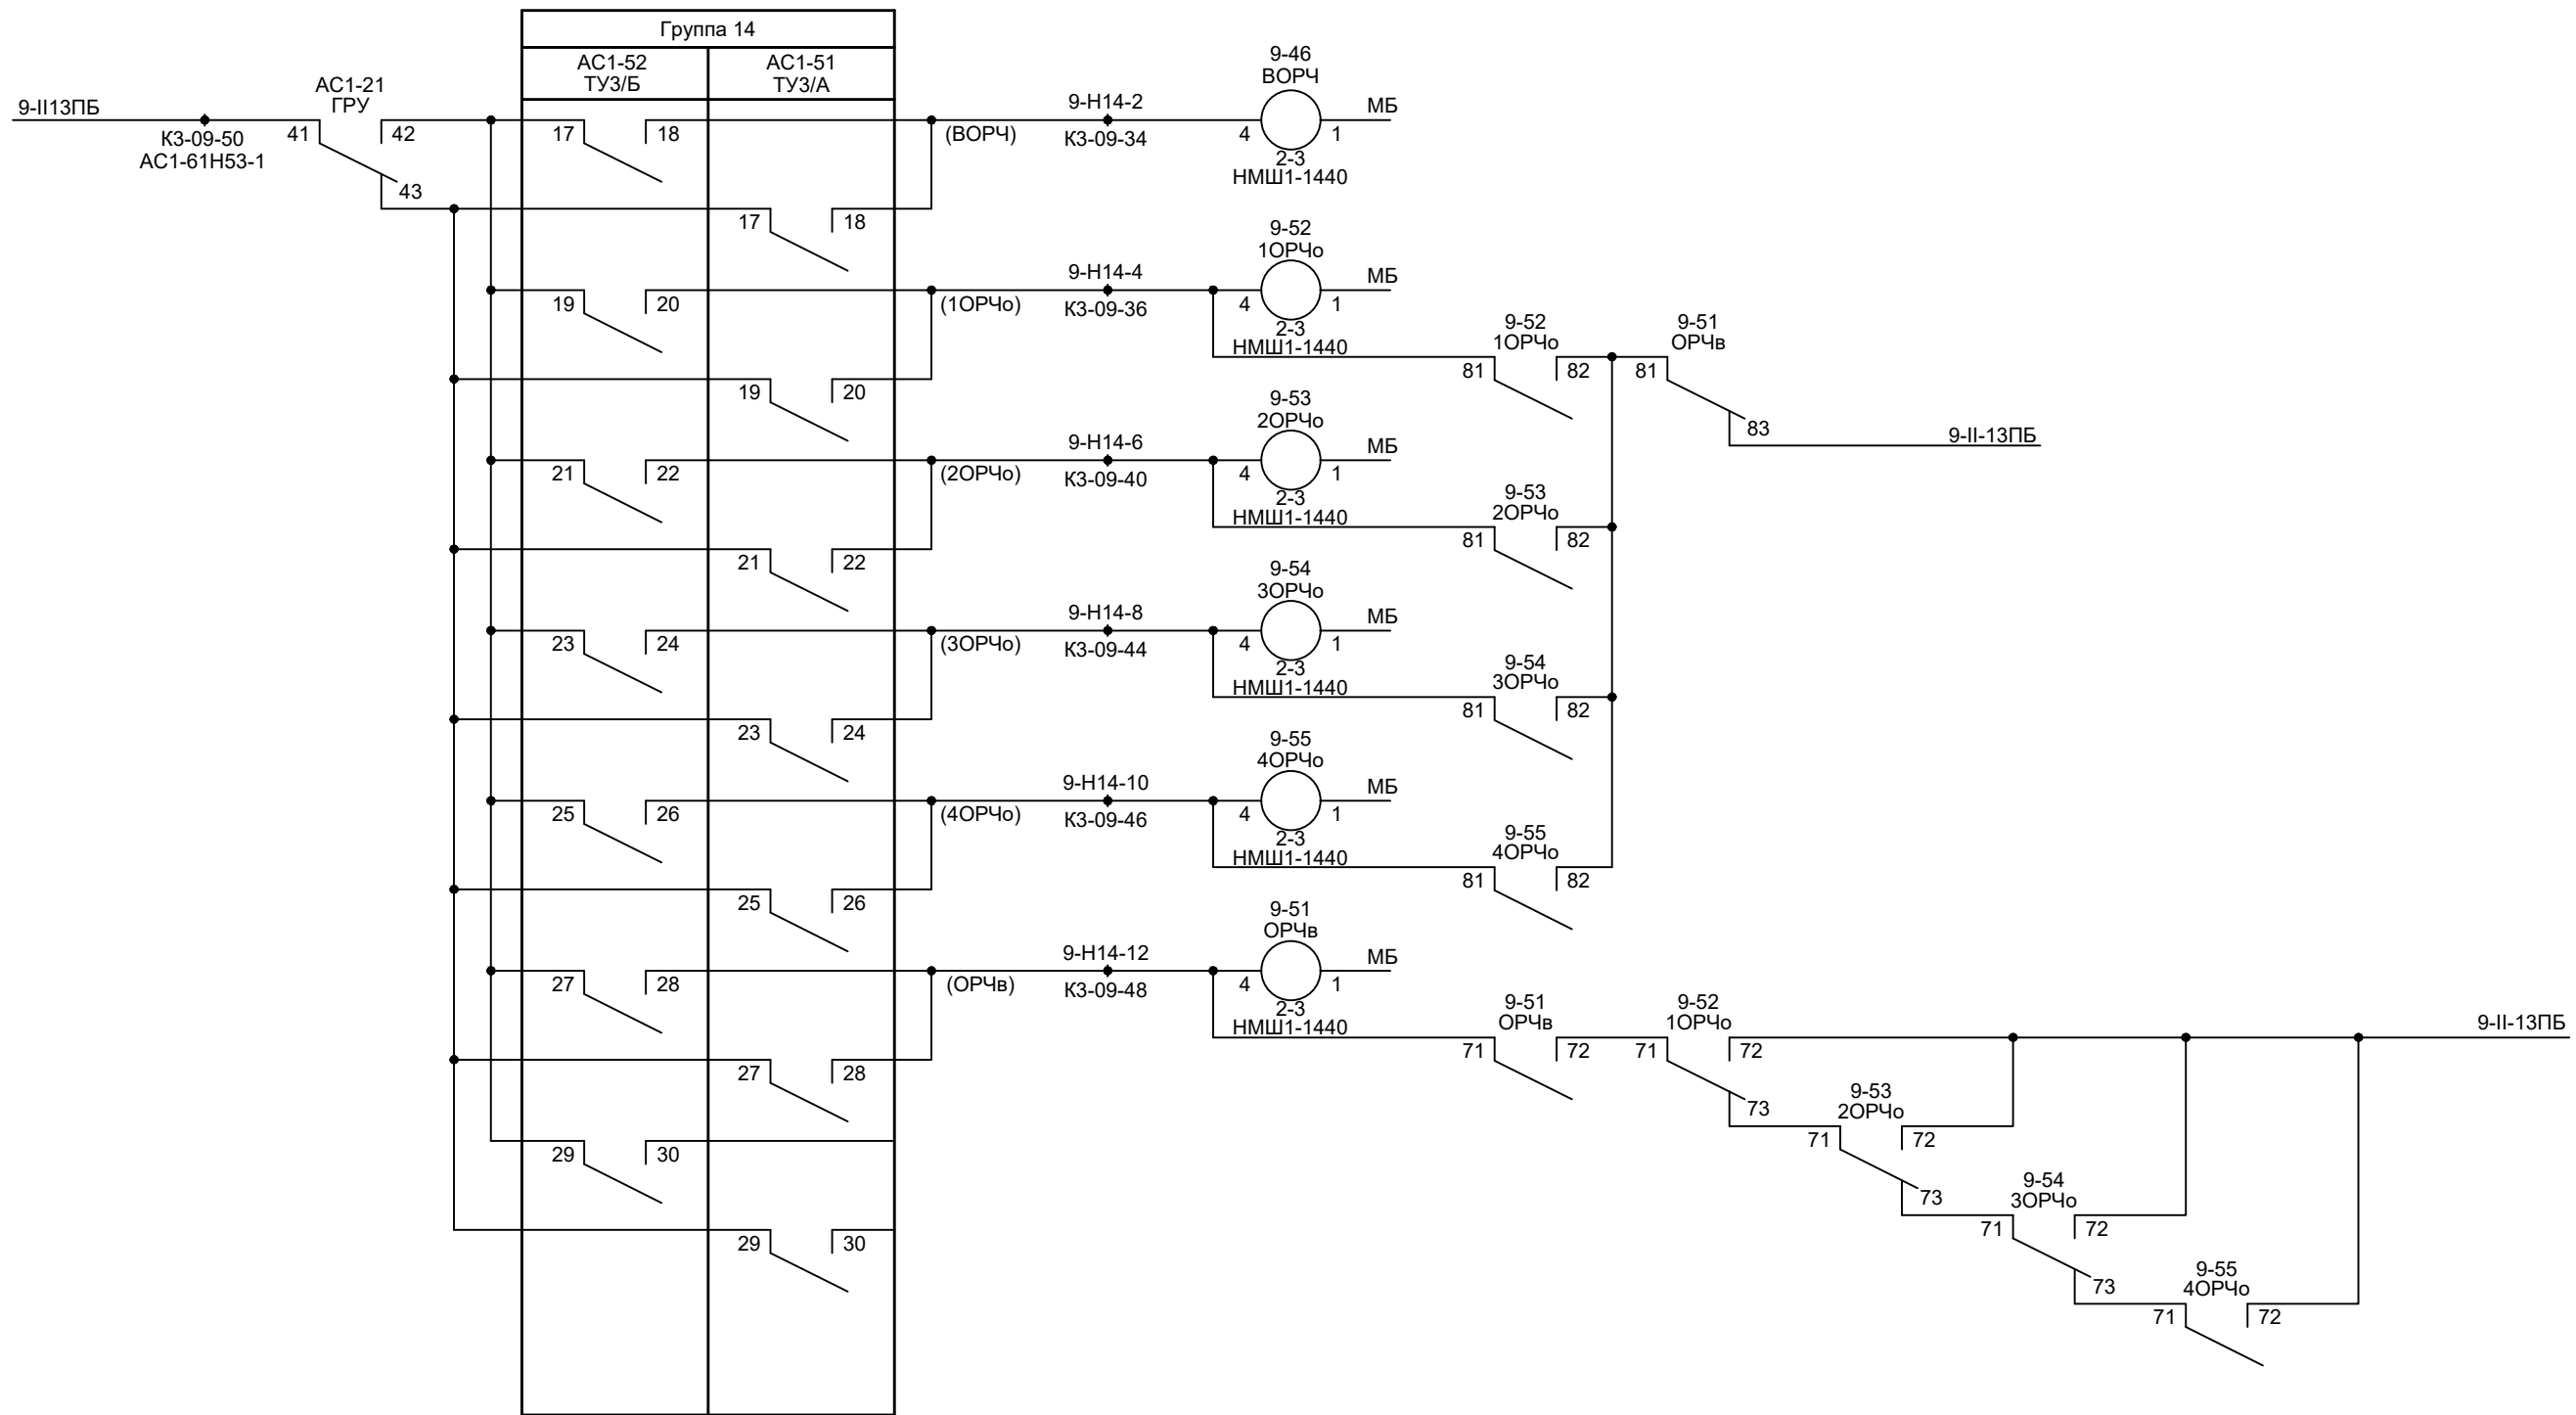 Группа 14
АС1-52
ТУ3/Б
АС1-51
ТУ3/А
9-II13ПБ
К3-09-50
АС1-61Н53-1
АС1-21
ГРУ
41
42
43
17
18
17
18
(ВОРЧ)
9-Н14-2
К3-09-34
9-46
ВОРЧ
4
1
МБ
2-3
НМШ1-1440
19
20
19
20
(1ОРЧо)
9-Н14-4
К3-09-36
9-52
1ОРЧо
4
1
МБ
2-3
НМШ1-1440
9-52
1ОРЧо
81
82
9-51
ОРЧв
81
83
9-II-13ПБ
21
22
21
22
(2ОРЧо)
9-Н14-6
К3-09-40
9-53
2ОРЧо
4
1
МБ
2-3
НМШ1-1440
9-53
2ОРЧо
81
82
23
24
23
24
(3ОРЧо)
9-Н14-8
К3-09-44
9-54
3ОРЧо
4
1
МБ
2-3
НМШ1-1440
9-54
3ОРЧо
81
82
25
26
25
26
(4ОРЧо)
9-Н14-10
К3-09-46
9-55
4ОРЧо
4
1
МБ
2-3
НМШ1-1440
9-55
4ОРЧо
81
82
27
28
27
28
(ОРЧв)
9-Н14-12
К3-09-48
9-51
ОРЧв
4
1
МБ
2-3
НМШ1-1440
9-51
ОРЧв
71
72
9-52
1ОРЧо
71
72
73
9-II-13ПБ
9-53
2ОРЧо
71
72
73
9-54
3ОРЧо
71
72
73
9-55
4ОРЧо
71
72
29
30
29
30